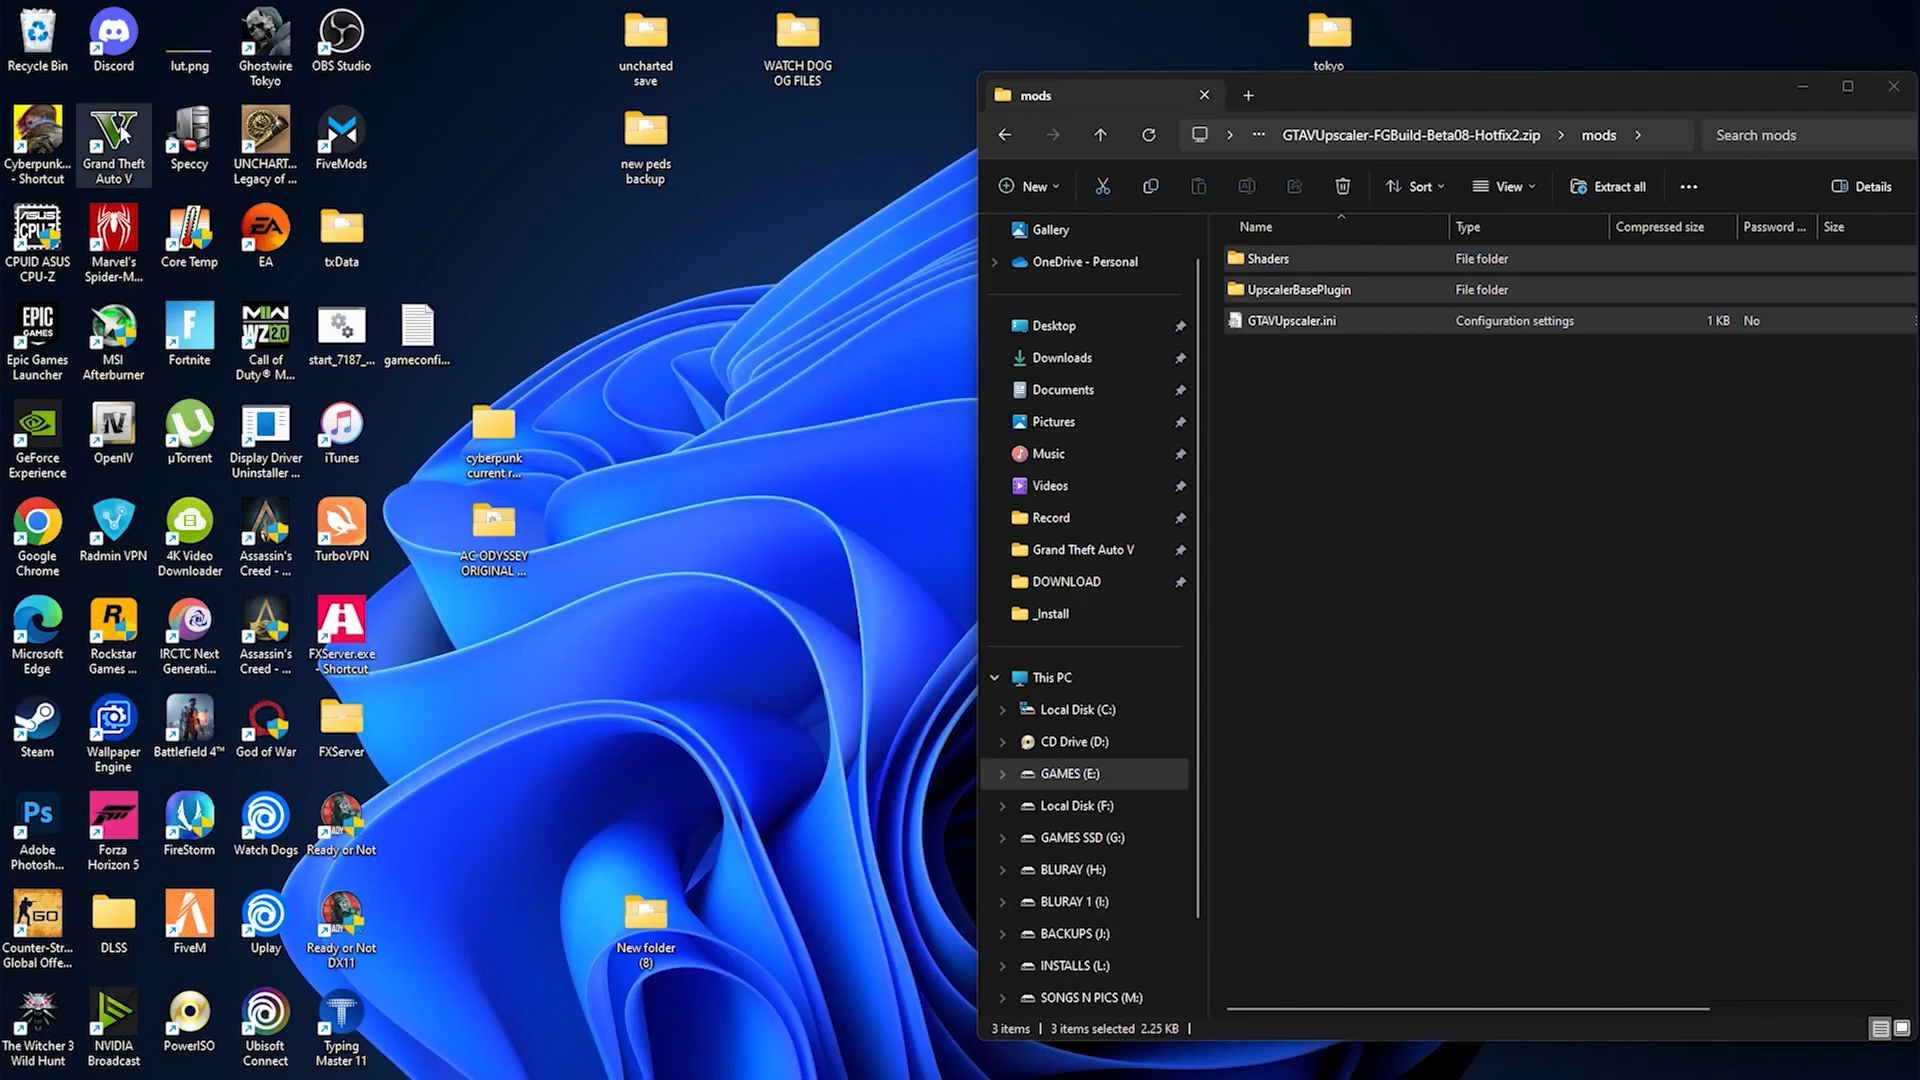 Recycle Bin
Discord
lut.png
Ghostwire
Tokyo
OBS Studio
uncharted
save
WATCH DOG
OG FILES
tokyo
Cyberpunk...
- Shortcut
Grand Theft
Auto V
Speccy
UNCHART...
Legacy of ...
FiveMods
new peds
backup
CPUID ASUS
CPU-Z
Marvel's
Spider-M...
Core Temp
EA
txData
Epic Games
Launcher
MSI
Afterburner
Fortnite
Call of
Duty® M...
start_7187_...
gameconfi...
GeForce
Experience
OpenIV
µTorrent
Display Driver
Uninstaller ...
iTunes
cyberpunk
current r...
Google
Chrome
Radmin VPN
4K Video
Downloader
Assassin's
Creed - ...
TurboVPN
AC ODYSSEY
ORIGINAL ...
Microsoft
Edge
Rockstar
Games ...
IRCTC Next
Generati...
Assassin's
Creed - ...
FXServer.exe
- Shortcut
Steam
Wallpaper
Engine
Battlefield 4™
God of War
FXServer
Adobe
Photosh...
Forza
Horizon 5
FireStorm
Watch Dogs
Ready or Not
Counter-Str...
Global Offe...
DLSS
FiveM
Uplay
Ready or Not
DX11
New folder
(8)
The Witcher 3
Wild Hunt
NVIDIA
Broadcast
PowerISO
Ubisoft
Connect
Typing
Master 11
mods
... GTAVUpscaler-FGBuild-Beta08-Hotfix2.zip > mods >
Search mods
New
Sort
View
Extract all
...
Details
Name Type Compressed size Password ... Size
Shaders File folder
UpscalerBasePlugin File folder
GTAVUpscaler.ini Configuration settings 1 KB No
Gallery
OneDrive - Personal
Desktop
Downloads
Documents
Pictures
Music
Videos
Record
Grand Theft Auto V
DOWNLOAD
_Install
This PC
Local Disk (C:)
CD Drive (D:)
GAMES (E:)
Local Disk (F:)
GAMES SSD (G:)
BLURAY (H:)
BLURAY 1 (I:)
BACKUPS (J:)
INSTALLS (L:)
SONGS N PICS (M:)
3 items | 3 items selected 2.25 KB |